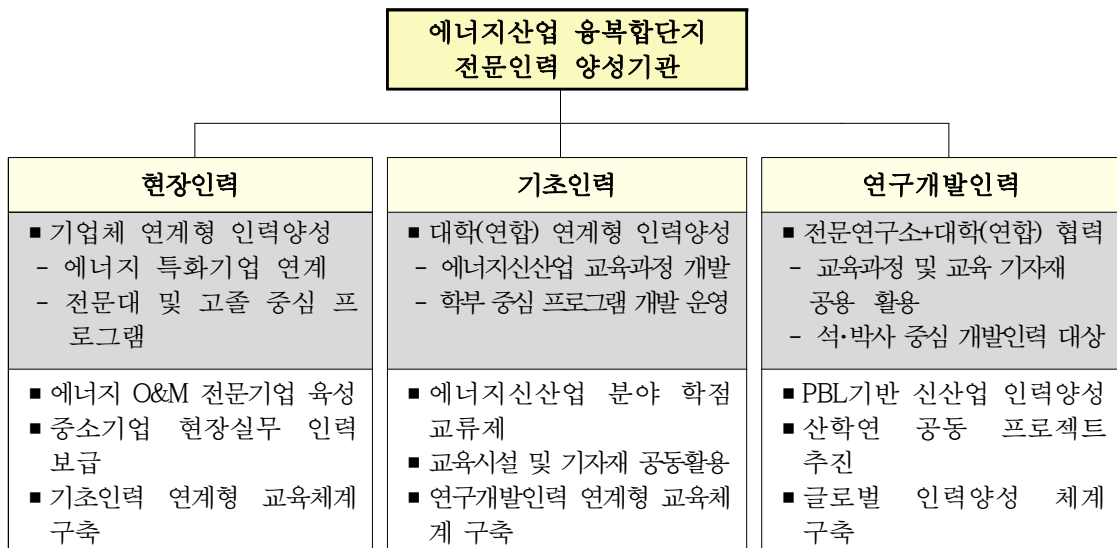 에너지산업 융복합단지
전문인력 양성기관
현장인력
■ 기업체 연계형 인력양성
- 에너지 특화기업 연계
- 전문대 및 고졸 중심 프
로그램
■ 에너지 O&M 전문기업 육성
■ 중소기업 현장실무 인력
보급
■ 기초인력 연계형 교육체계
구축
기초인력
■ 대학(연합) 연계형 인력양성
- 에너지신산업 교육과정 개발
- 학부 중심 프로그램 개발 운영
■ 에너지신산업 분야 학점
교류제
■ 교육시설 및 기자재 공동활용
■ 연구개발인력 연계형 교육체
계 구축
연구개발인력
■ 전문연구소+대학(연합) 협력
- 교육과정 및 교육 기자재
공용 활용
- 석·박사 중심 개발인력 대상
■ PBL기반 신산업 인력양성
■ 산학연 공동 프로젝트
추진
■ 글로벌 인력양성 체계
구축